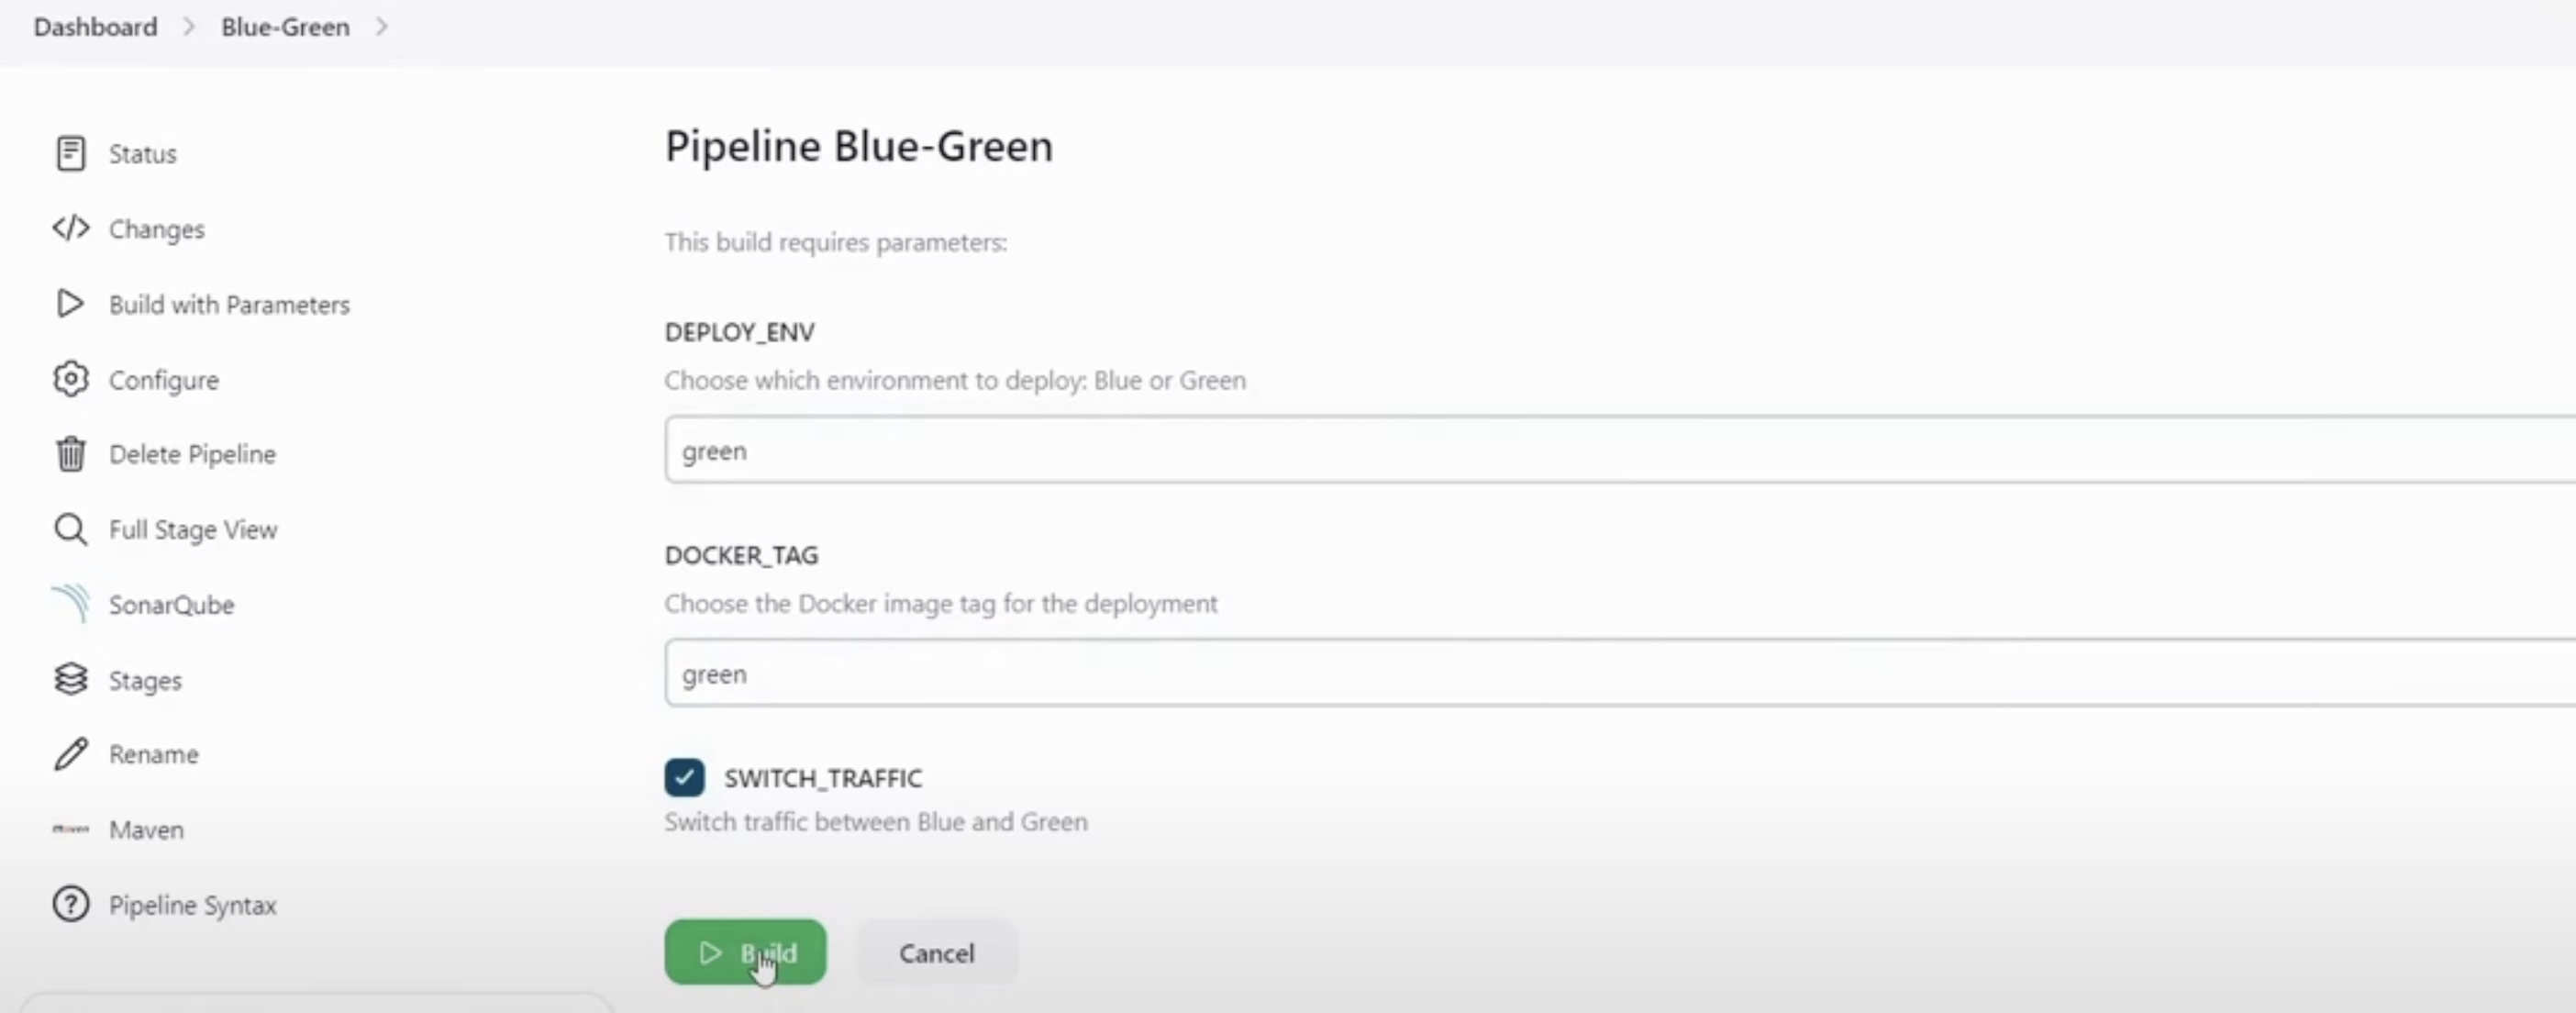 Dashboard > Blue-Green >
Status
Changes
Build with Parameters
Configure
Delete Pipeline
Full Stage View
SonarQube
Stages
Rename
Maven
Pipeline Syntax
Pipeline Blue-Green
This build requires parameters:
DEPLOY_ENV
Choose which environment to deploy: Blue or Green
green
DOCKER_TAG
Choose the Docker image tag for the deployment
green
SWITCH_TRAFFIC
Switch traffic between Blue and Green
Build
Cancel